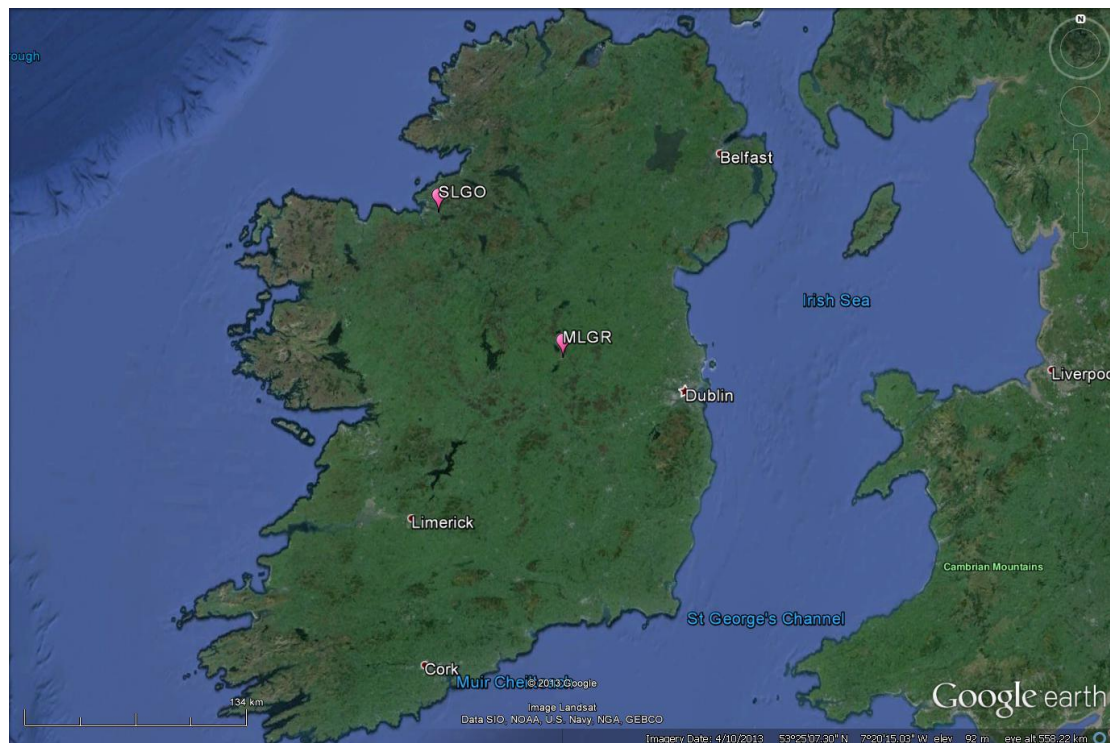 N
ough
Belfast
SLGO
Irish Sea
MLGR
Liverpoo
Dublin
Limerick
Cambrian Mountains
St George's Channel
Cork
Muir Chei
© 2013 Google
134 km
Image Landsat
Data SIO, NOAA, U.S. Navy, NGA, GEBCO
Google earth
Imagery Date: 4/10/2013 53°25'07.30" N 7°20'15.03" W elev 92 m eye alt 558.22 km